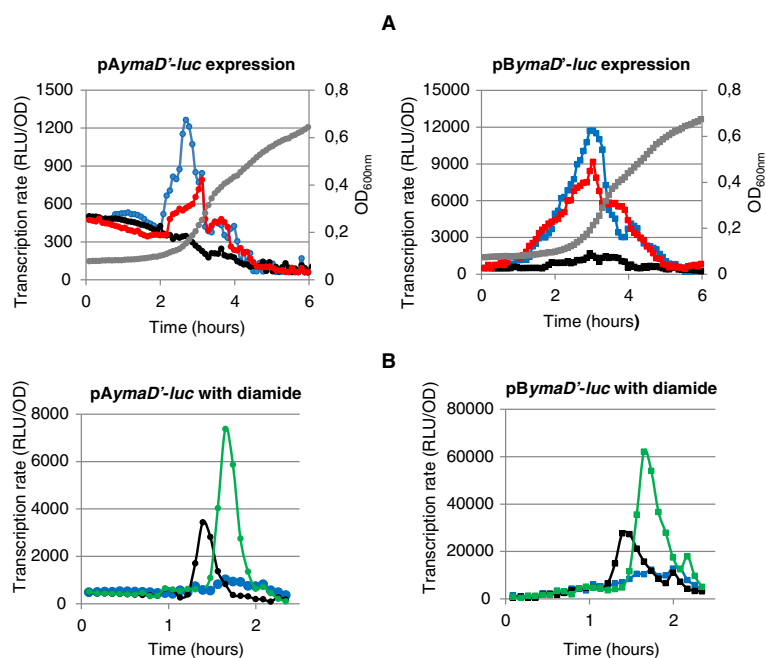 A
pAymaD’-luc expression
pBymaD’-luc expression
Transcription rate (RLU/OD)
1500
1200
900
600
300
0
0,8
0,6
0,4
0,2
0
OD600nm
0
2
4
6
Time (hours)
Transcription rate (RLU/OD)
15000
12000
9000
6000
3000
0
0,8
0,6
0,4
0,2
0
OD600nm
0
2
4
6
Time (hours)
B
pAymaD’-luc with diamide
pBymaD’-luc with diamide
Transcription rate (RLU/OD)
8000
6000
4000
2000
0
0
1
2
Time (hours)
Transcription rate (RLU/OD)
80000
60000
40000
20000
0
0
1
2
Time (hours)